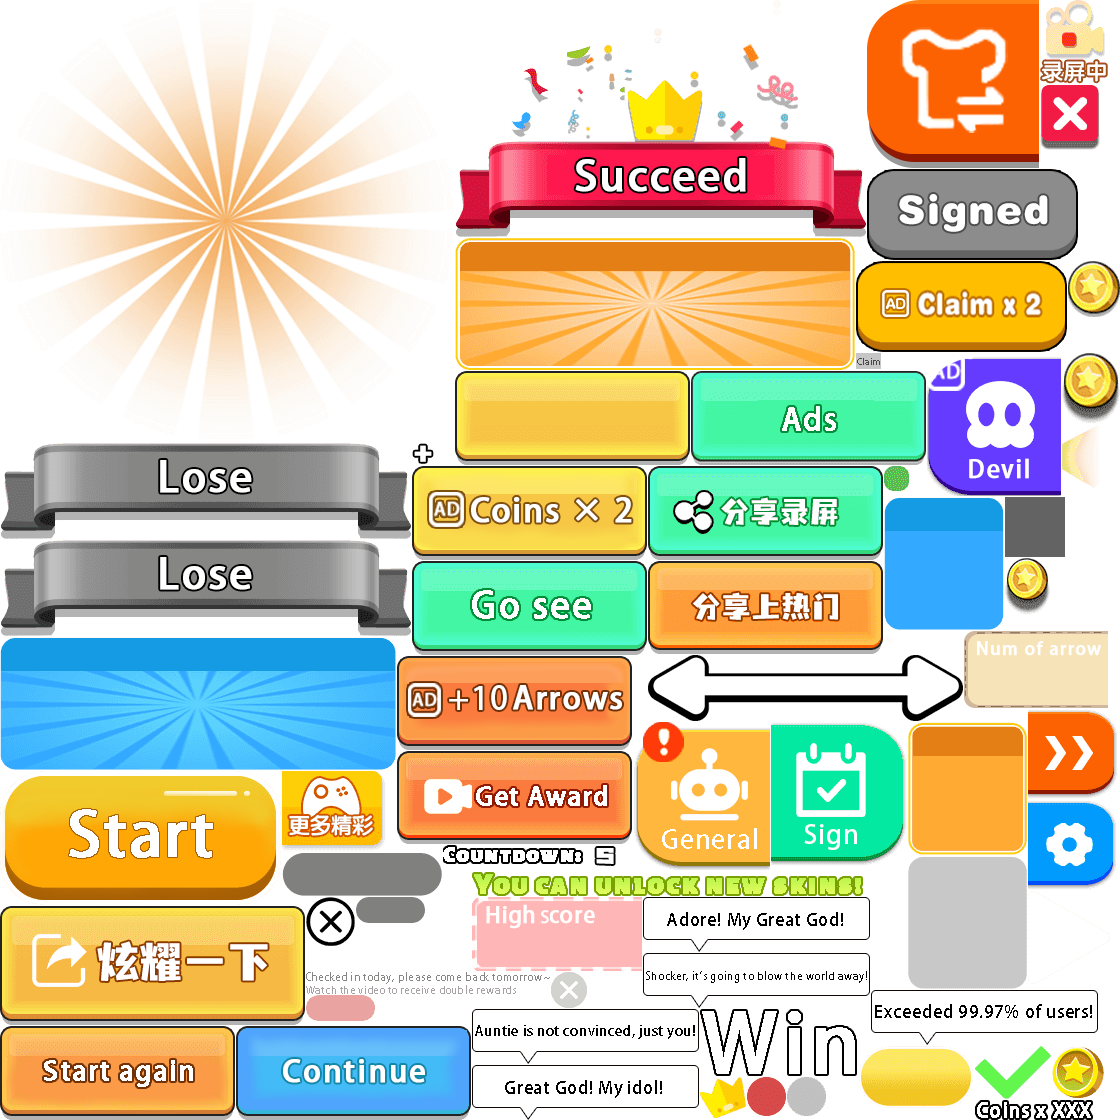 录屏中
Succeed
Signed
AD Claim x 2
Claim
Ads
AD
Devil
Lose
AD Coins × 2
分享录屏
Lose
Go see
分享上热门
Num of arrow
AD +10 Arrows
Get Award
General
Sign
Start
更多精彩
Countdown: 5
You can unlock new skins!
High score
Adore! My Great God!
炫耀一下
Shocker, it's going to blow the world away!
Checked in today, please come back tomorrow~
Watch the video to receive double rewards
Exceeded 99.97% of users!
Auntie is not convinced, just you!
Win
Start again
Continue
Great God! My idol!
Coins x XXX